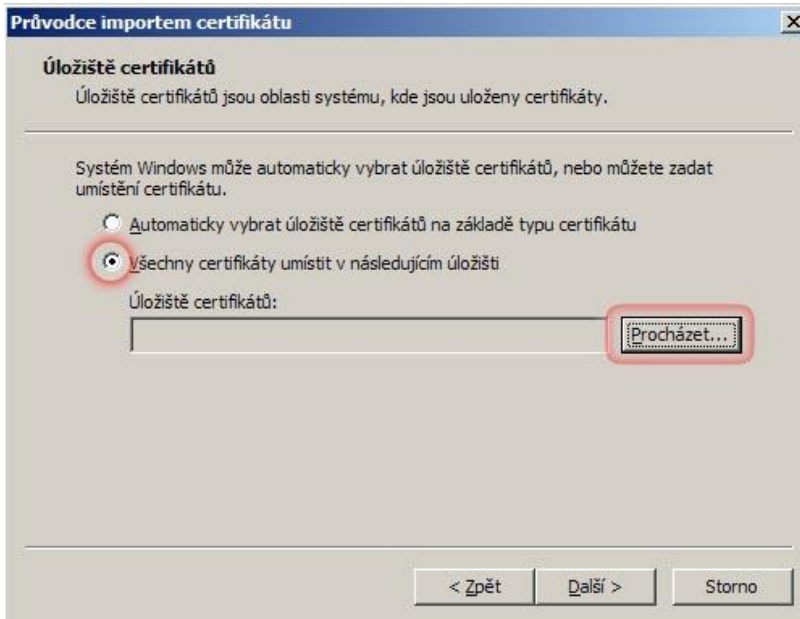 Průvodce importem certifikátu
Úložiště certifikátů
Úložiště certifikátů jsou oblasti systému, kde jsou uloženy certifikáty.
Systém Windows může automaticky vybrat úložiště certifikátů, nebo můžete zadat
umístění certifikátu.
Automaticky vybrat úložiště certifikátů na základě typu certifikátu
Všechny certifikáty umístit v následujícím úložišti
Úložiště certifikátů:
Procházet...
< Zpět
Další >
Storno